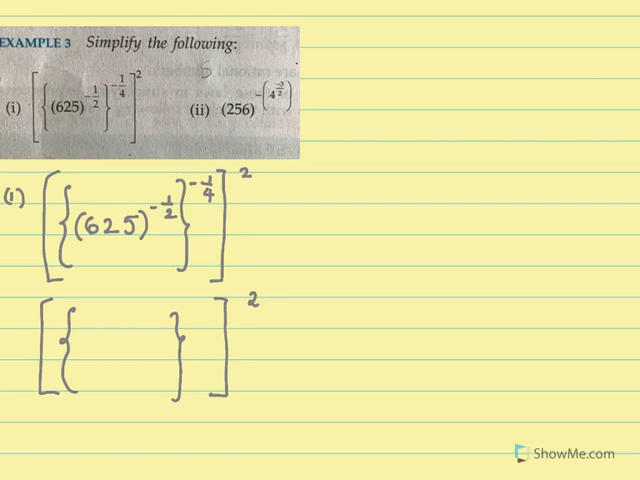 EXAMPLE 3 Simplify the following:
(i) [{(625)^{-1/2}}^{-1/4}]^2 (ii) (256)^{-(4^{-3/2})}
(1) [{(625)^{-1/2}}^{-1/4}]^2
[{ }]^2
ShowMe.com